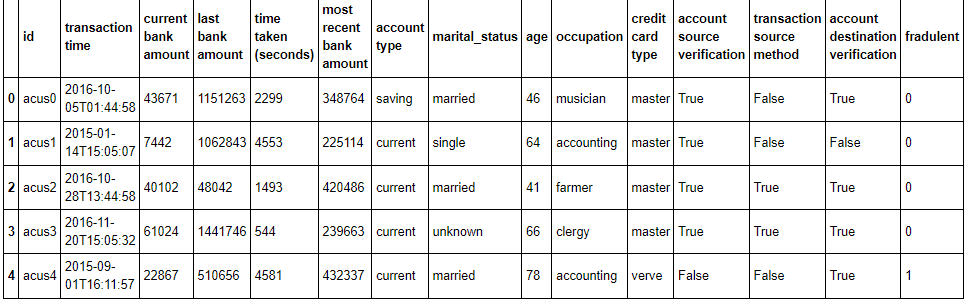 id transaction time current bank amount last bank amount time taken (seconds) most recent bank amount account type marital_status age occupation credit card type account source verification transaction source method account destination verification fradulent
0 acus0 2016-10-05T01:44:58 43671 1151263 2299 348764 saving married 46 musician master True False True 0
1 acus1 2015-01-14T15:05:07 7442 1062843 4553 225114 current single 64 accounting master True False False 0
2 acus2 2016-10-28T13:44:58 40102 48042 1493 420486 current married 41 farmer master True True True 0
3 acus3 2016-11-20T15:05:32 61024 1441746 544 239663 current unknown 66 clergy master True True True 0
4 acus4 2015-09-01T16:11:57 22867 510656 4581 432337 current married 78 accounting verve False False True 1